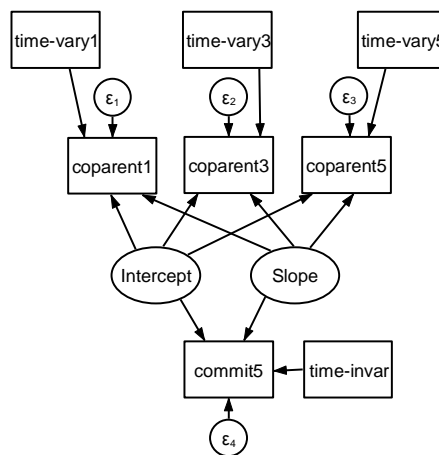 time-vary1
time-vary3
time-vary5
ε1
ε2
ε3
coparent1
coparent3
coparent5
Intercept
Slope
commit5
time-invar
ε4